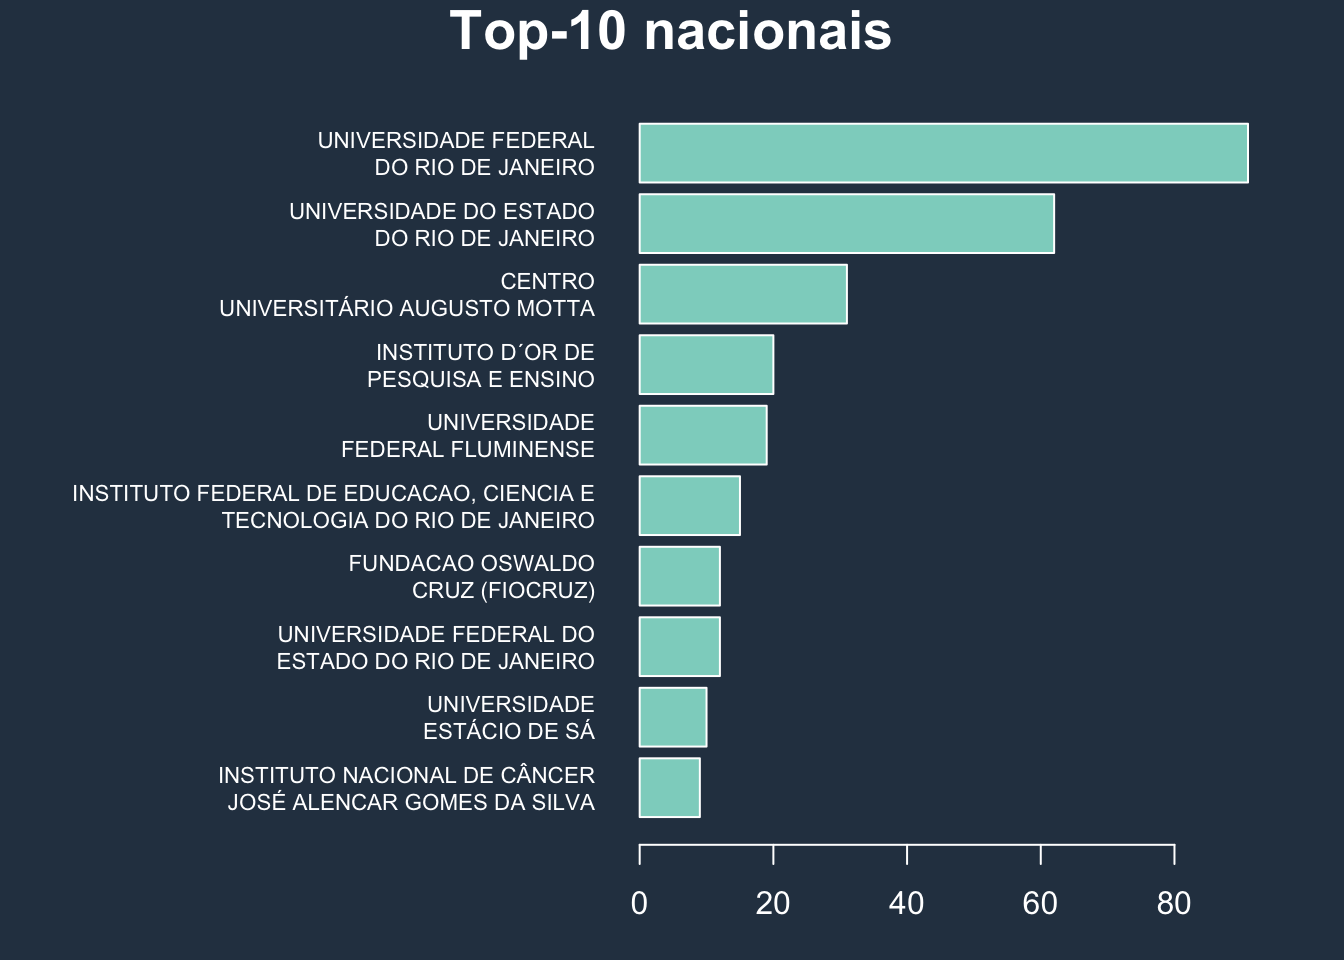 Top-10 nacionais
UNIVERSIDADE FEDERAL
DO RIO DE JANEIRO
UNIVERSIDADE DO ESTADO
DO RIO DE JANEIRO
CENTRO
UNIVERSITÁRIO AUGUSTO MOTTA
INSTITUTO D´OR DE
PESQUISA E ENSINO
UNIVERSIDADE
FEDERAL FLUMINENSE
INSTITUTO FEDERAL DE EDUCACAO, CIENCIA E
TECNOLOGIA DO RIO DE JANEIRO
FUNDACAO OSWALDO
CRUZ (FIOCRUZ)
UNIVERSIDADE FEDERAL DO
ESTADO DO RIO DE JANEIRO
UNIVERSIDADE
ESTÁCIO DE SÁ
INSTITUTO NACIONAL DE CÂNCER
JOSÉ ALENCAR GOMES DA SILVA
0 20 40 60 80